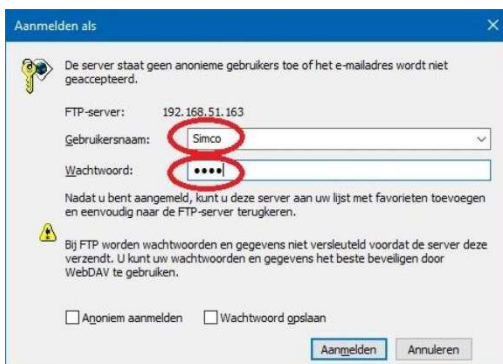 Aanmelden als
De server staat geen anonieme gebruikers toe of het e-mailadres wordt niet
geaccepteerd.
FTP-server: 192.168.51.163
Gebruikersnaam: Simco
Wachtwoord: ••••
Nadat u bent aangemeld, kunt u deze server aan uw lijst met favorieten toevoegen
en eenvoudig naar de FTP-server terugkeren.
Bij FTP worden wachtwoorden en gegevens niet versleuteld voordat de server deze
verzendt. U kunt uw wachtwoorden en gegevens het beste beveiligen door
WebDAV te gebruiken.
Anoniem aanmelden Wachtwoord opslaan
Aanmelden Annuleren